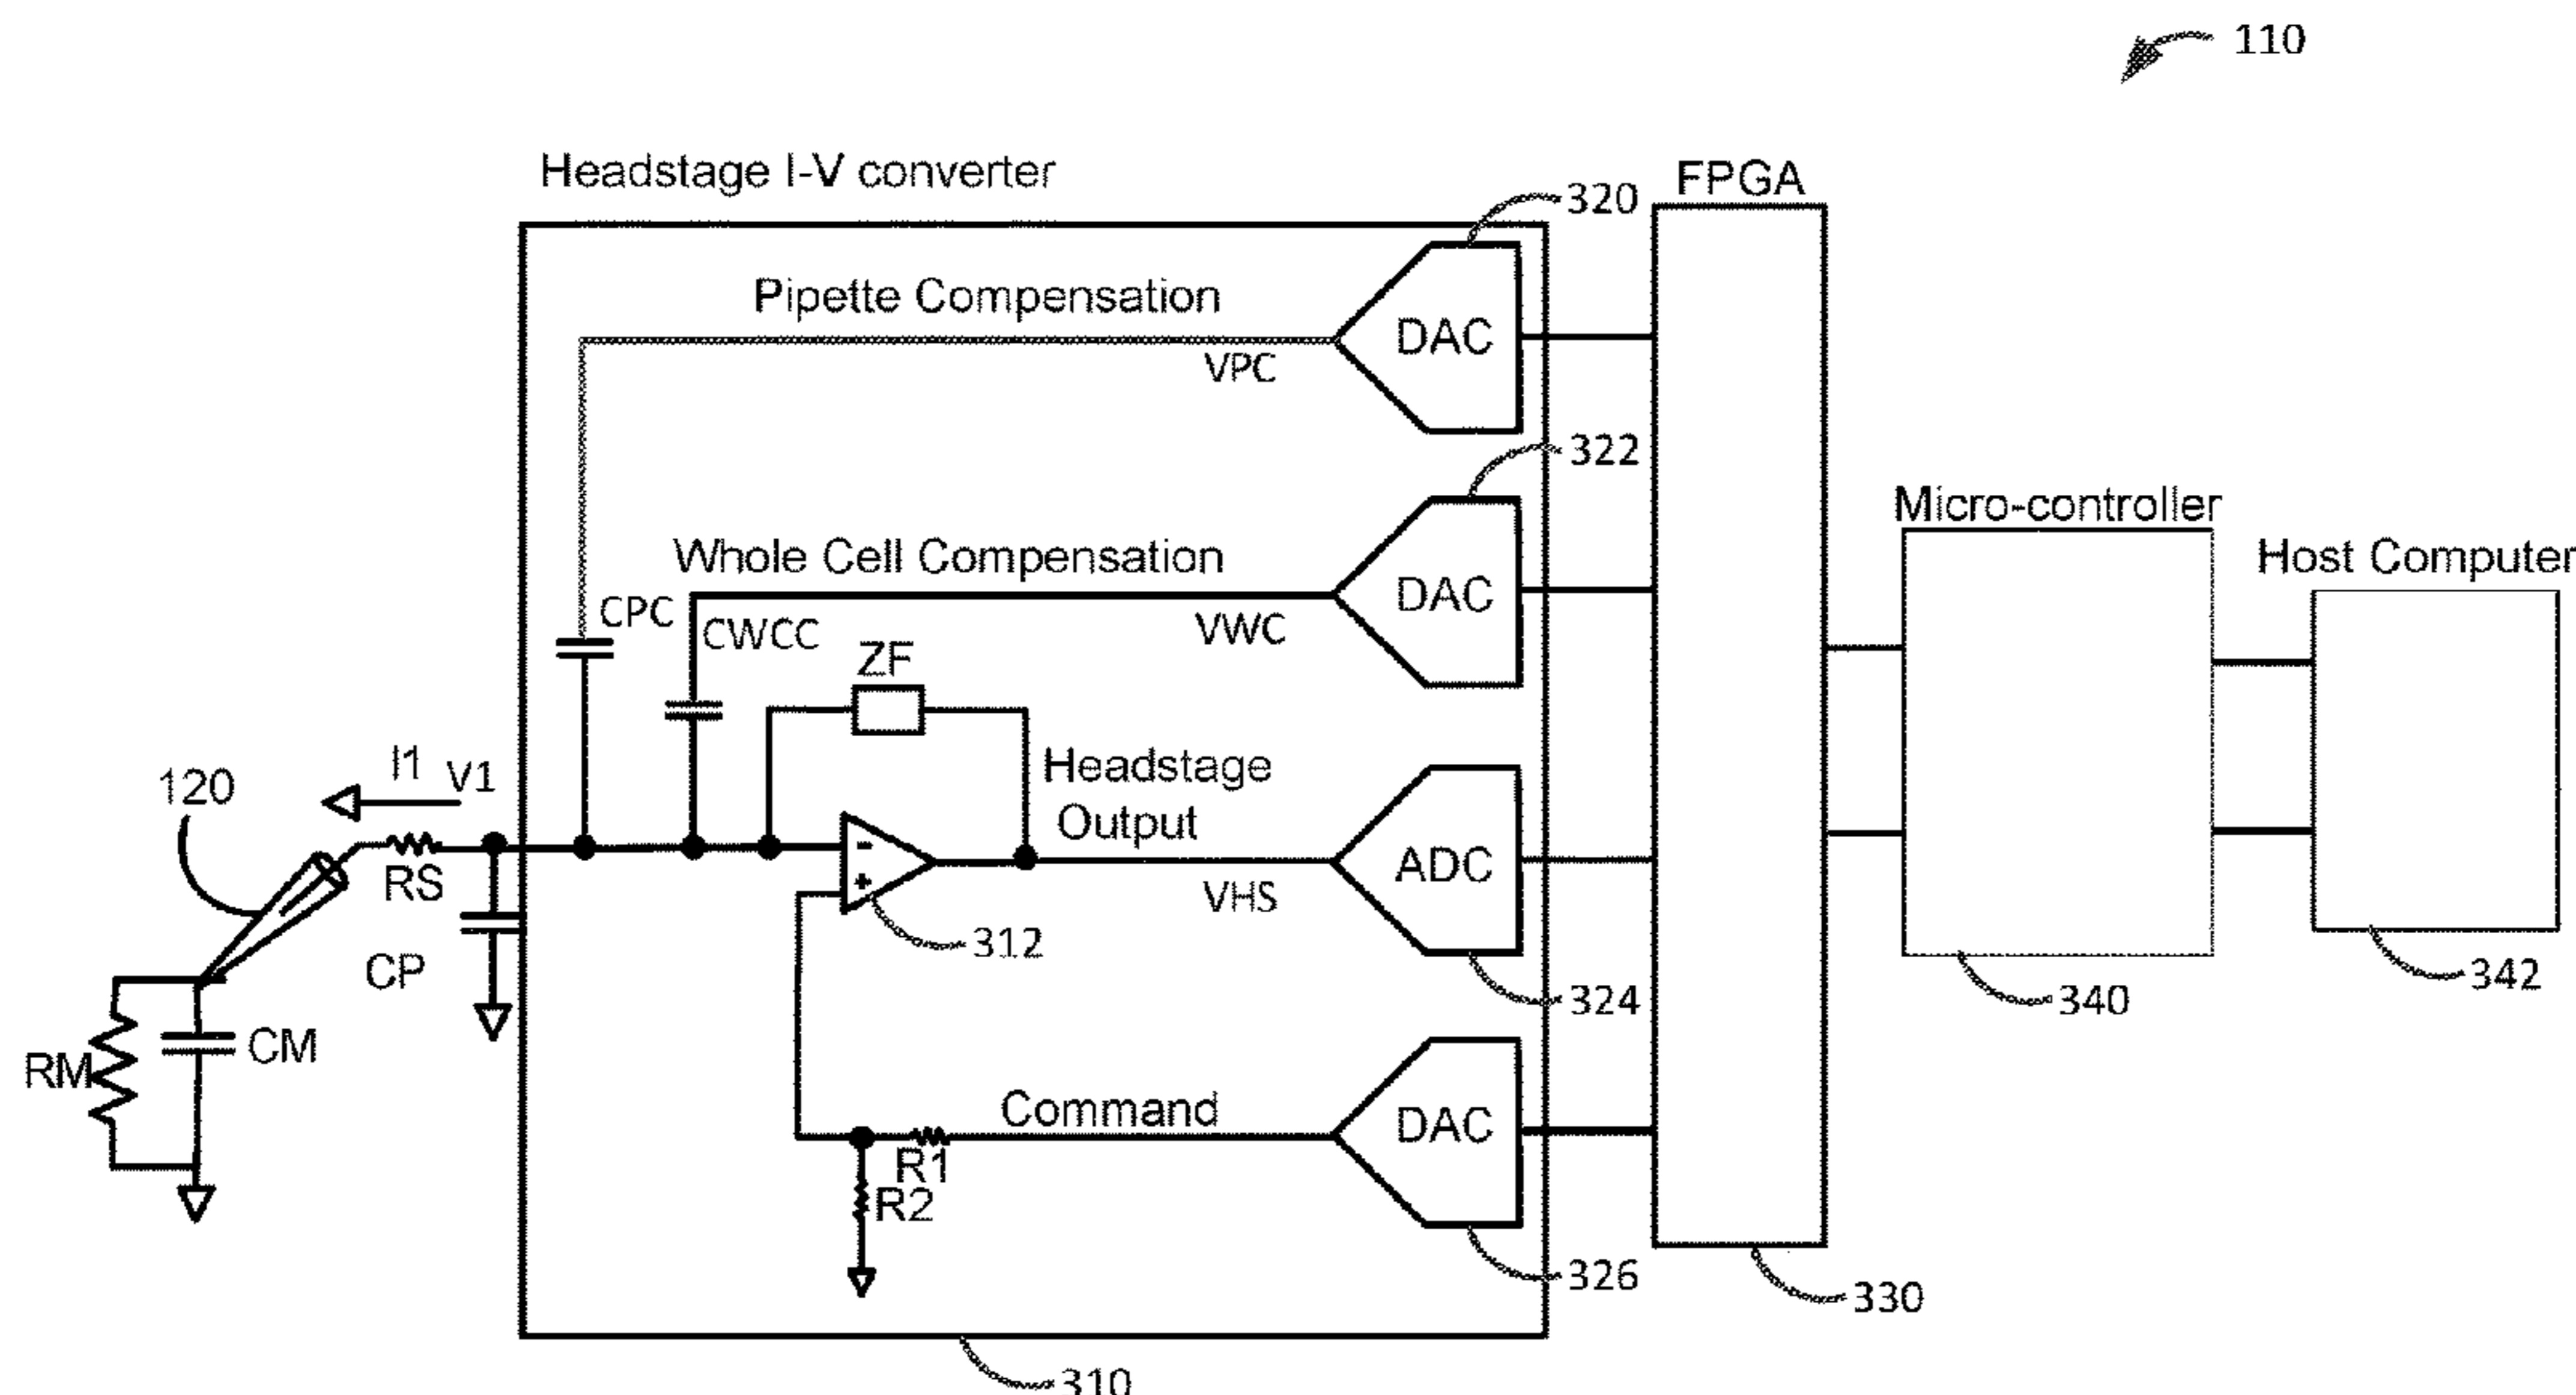 110
Headstage I-V converter
FPGA
320
Pipette Compensation
DAC
VPC
322
Micro-controller
Whole Cell Compensation
DAC
Host Computer
CPC
CWCC
VWC
ZF
I1
V1
Headstage
120
Output
-
+
ADC
RS
VHS
312
CP
324
340
342
RM
CM
Command
DAC
R1
R2
326
330
310